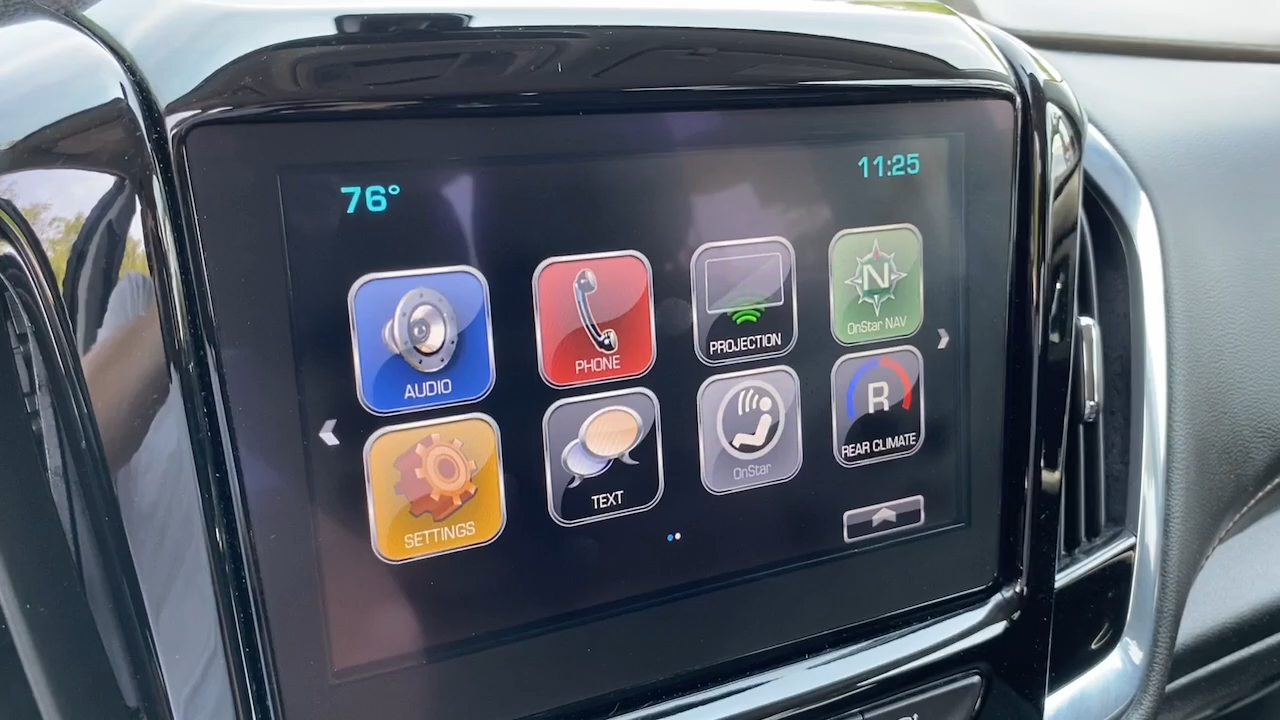 76°
11:25
AUDIO
PHONE
PROJECTION
N
OnStar NAV
SETTINGS
TEXT
OnStar
R
REAR CLIMATE